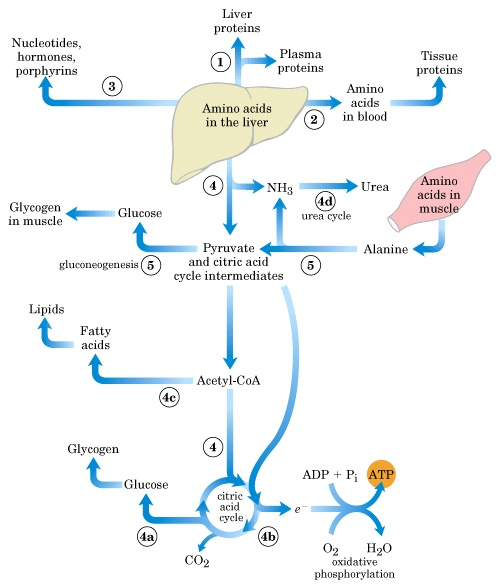 Liver
proteins
Nucleotides,
hormones,
porphyrins
Plasma
proteins
Tissue
proteins
1
3
Amino acids
in the liver
2
Amino
acids
in blood
4
NH3
4d
Urea
urea cycle
Amino
acids in
muscle
Glycogen
in muscle
Glucose
gluconeogenesis
5
Pyruvate
and citric acid
cycle intermediates
5
Alanine
Lipids
Fatty
acids
4c
Acetyl-CoA
4
Glycogen
Glucose
citric
acid
cycle
4a
4b
CO2
e−
ADP + Pi
ATP
O2
H2O
oxidative
phosphorylation